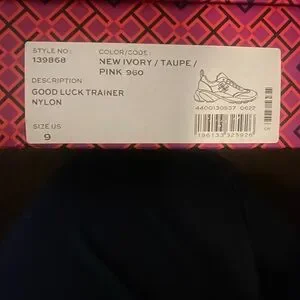 STYLE NO:
139868
COLOR/CODE:
NEW IVORY / TAUPE /
PINK 960
DESCRIPTION
GOOD LUCK TRAINER
NYLON
SIZE US
9